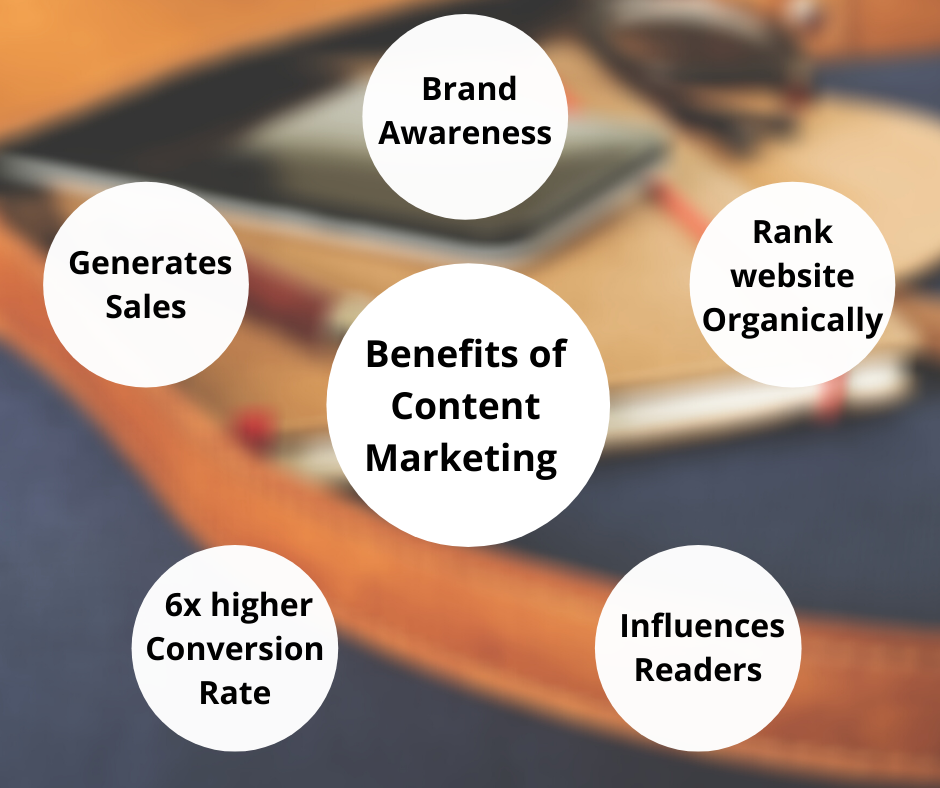 Brand
Awareness
Generates
Sales
Rank
website
Organically
Benefits of
Content
Marketing
6x higher
Conversion
Rate
Influences
Readers